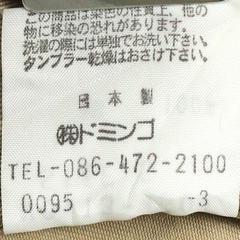 この商品は染色の性質上、他の
物に移染の恐れがあります。
洗濯の際には単独でお洗い下さい。
タンブラー乾燥はおさけ下さい。
日本製
㈱ドミンゴ
TEL-086-472-2100
0095 -3